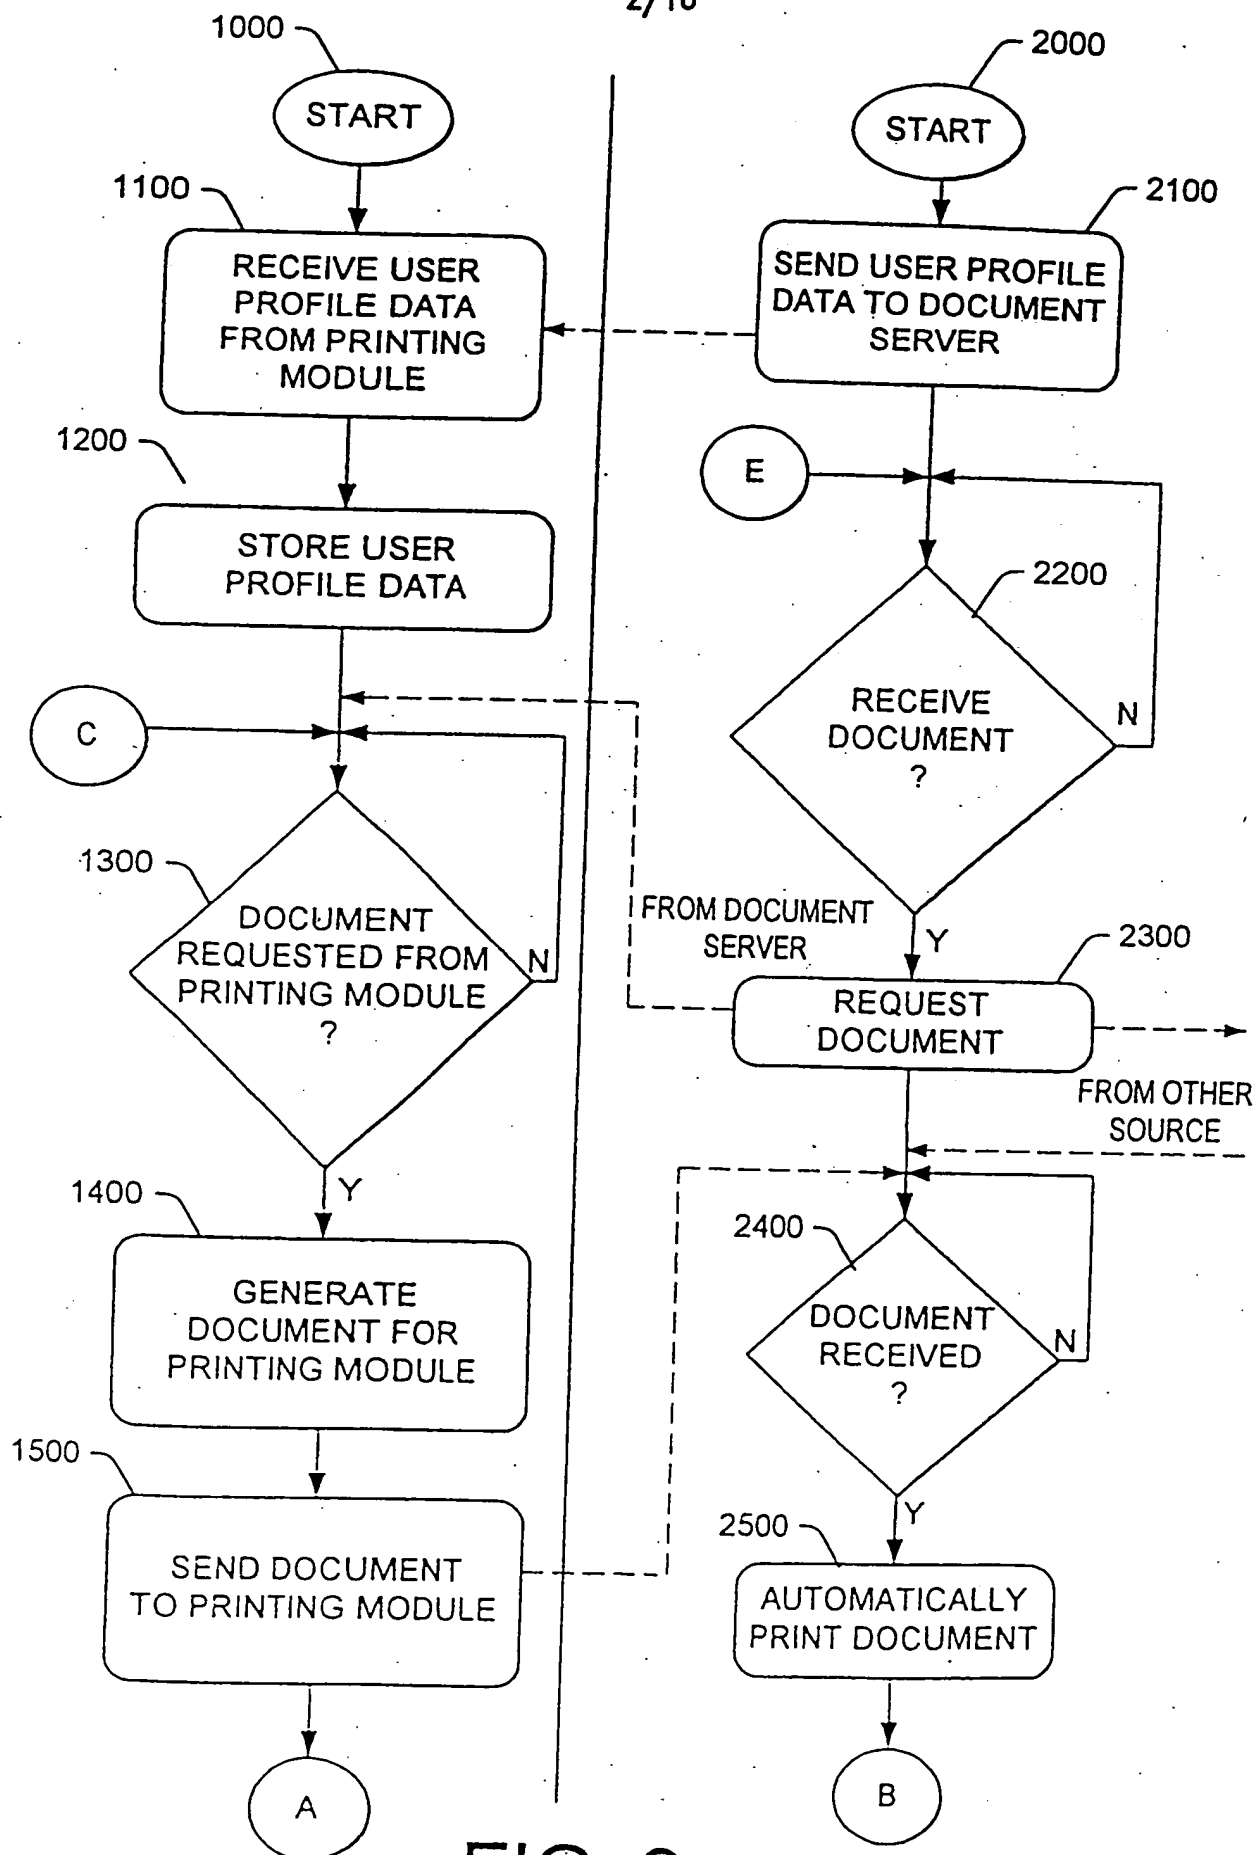 1000
START
1100
RECEIVE USER
PROFILE DATA
FROM PRINTING
MODULE
1200
STORE USER
PROFILE DATA
C
1300
DOCUMENT
REQUESTED FROM
PRINTING MODULE
?
N
Y
1400
GENERATE
DOCUMENT FOR
PRINTING MODULE
1500
SEND DOCUMENT
TO PRINTING MODULE
A
2000
START
2100
SEND USER PROFILE
DATA TO DOCUMENT
SERVER
E
2200
RECEIVE
DOCUMENT
?
N
Y
FROM DOCUMENT
SERVER
2300
REQUEST
DOCUMENT
FROM OTHER
SOURCE
2400
DOCUMENT
RECEIVED
?
N
Y
2500
AUTOMATICALLY
PRINT DOCUMENT
B